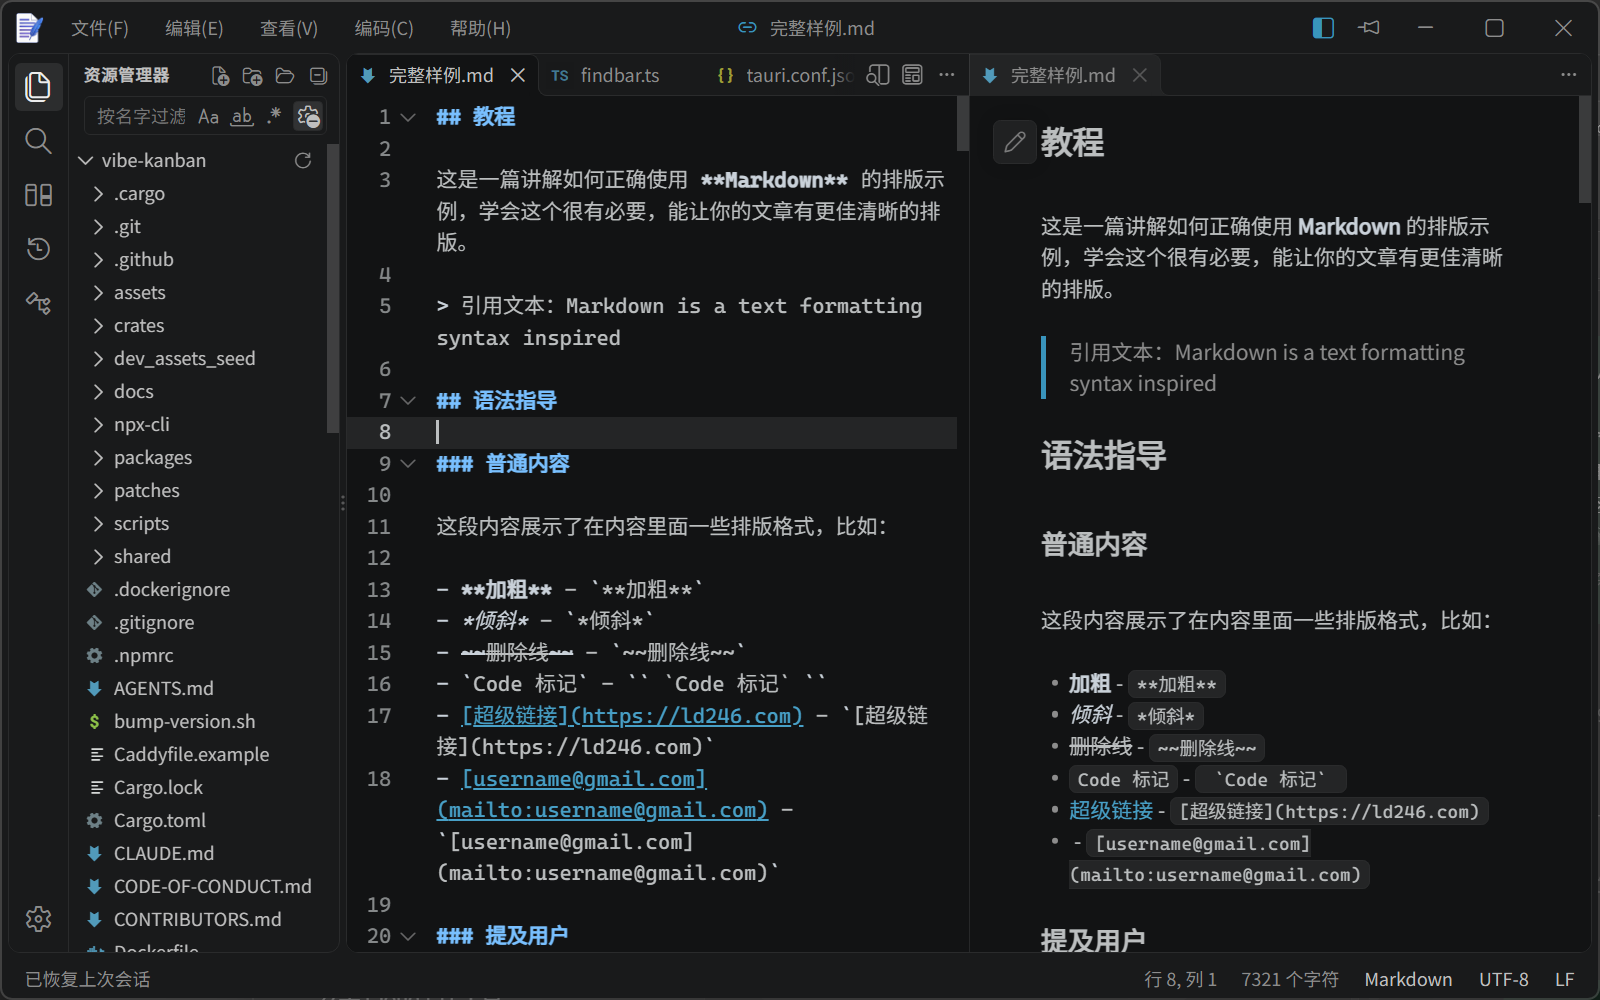 文件(F) 编辑(E) 查看(V) 编码(C) 帮助(H) 完整样例.md
资源管理器
按名字过滤 Aa ab .*
vibe-kanban
.cargo
.git
.github
assets
crates
dev_assets_seed
docs
npx-cli
packages
patches
scripts
shared
.dockerignore
.gitignore
.npmrc
AGENTS.md
$ bump-version.sh
Caddyfile.example
Cargo.lock
Cargo.toml
CLAUDE.md
CODE-OF-CONDUCT.md
CONTRIBUTORS.md
Dockerfile
完整样例.md TS findbar.ts {} tauri.conf.jsc ···
1 ## 教程
2
3 这是一篇讲解如何正确使用 **Markdown** 的排版示
例，学会这个很有必要，能让你的文章有更佳清晰的排
版。
4
5 > 引用文本：Markdown is a text formatting
syntax inspired
6
7 ## 语法指导
8
9 ### 普通内容
10
11 这段内容展示了在内容里面一些排版格式，比如：
12
13 - **加粗** - `**加粗**`
14 - *倾斜* - `*倾斜*`
15 - ~~删除线~~ - `~~删除线~~`
16 - `Code 标记` - `` `Code 标记` ``
17 - [超级链接](https://ld246.com) - `[超级链
接](https://ld246.com)`
18 - [username@gmail.com]
(mailto:username@gmail.com) -
`[username@gmail.com]
(mailto:username@gmail.com)`
19
20 ### 提及用户
完整样例.md ···
教程
这是一篇讲解如何正确使用 Markdown 的排版示
例，学会这个很有必要，能让你的文章有更佳清晰
的排版。
引用文本：Markdown is a text formatting
syntax inspired
语法指导
普通内容
这段内容展示了在内容里面一些排版格式，比如：
• 加粗 - **加粗**
• 倾斜 - *倾斜*
• 删除线 - ~~删除线~~
• Code 标记 - `Code 标记`
• 超级链接 - [超级链接](https://ld246.com)
• - [username@gmail.com]
(mailto:username@gmail.com)
提及用户
已恢复上次会话 行 8, 列 1 7321 个字符 Markdown UTF-8 LF